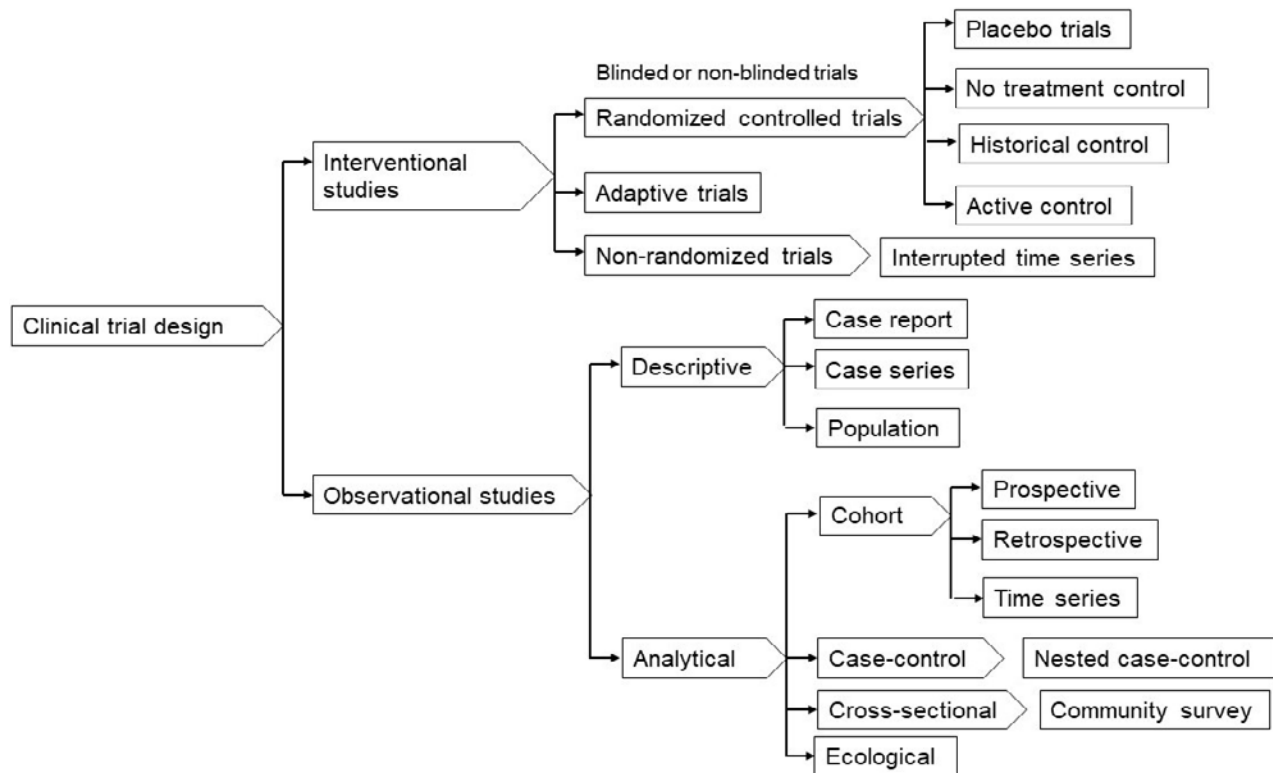 Placebo trials
Blinded or non-blinded trials
No treatment control
Randomized controlled trials
Interventional
studies
Historical control
Adaptive trials
Active control
Non-randomized trials
Interrupted time series
Clinical trial design
Case report
Descriptive
Case series
Population
Observational studies
Prospective
Cohort
Retrospective
Time series
Analytical
Case-control
Nested case-control
Cross-sectional
Community survey
Ecological